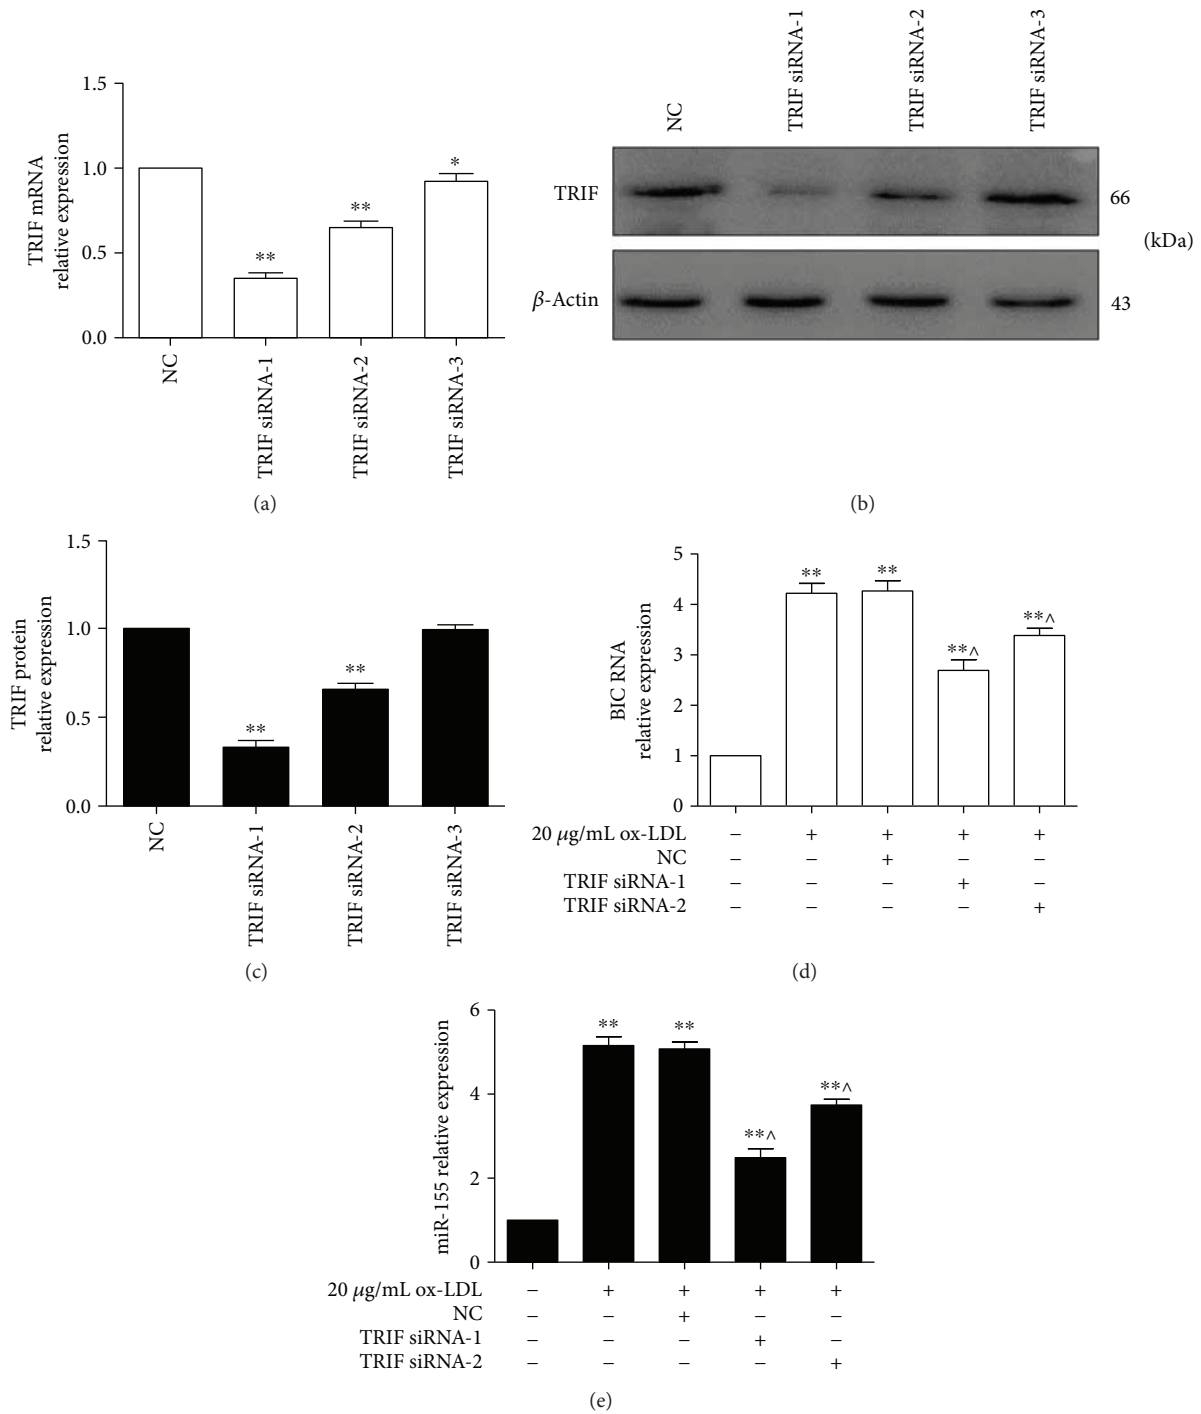 TRIF mRNA
relative expression
1.5
1.0
0.5
0.0
**
**
*
NC
TRIF siRNA-1
TRIF siRNA-2
TRIF siRNA-3
(a)
NC
TRIF siRNA-1
TRIF siRNA-2
TRIF siRNA-3
TRIF
66
(kDa)
β-Actin
43
(b)
TRIF protein
relative expression
1.5
1.0
0.5
0.0
**
**
NC
TRIF siRNA-1
TRIF siRNA-2
TRIF siRNA-3
(c)
BIC RNA
relative expression
5
4
3
2
1
0
**
**
**^
**^
20 μg/mL ox-LDL − + + + +
NC − − + − −
TRIF siRNA-1 − − − + −
TRIF siRNA-2 − − − − +
(d)
miR-155 relative expression
6
4
2
0
**
**
**^
**^
20 μg/mL ox-LDL − + + + +
NC − − + − −
TRIF siRNA-1 − − − + −
TRIF siRNA-2 − − − − +
(e)